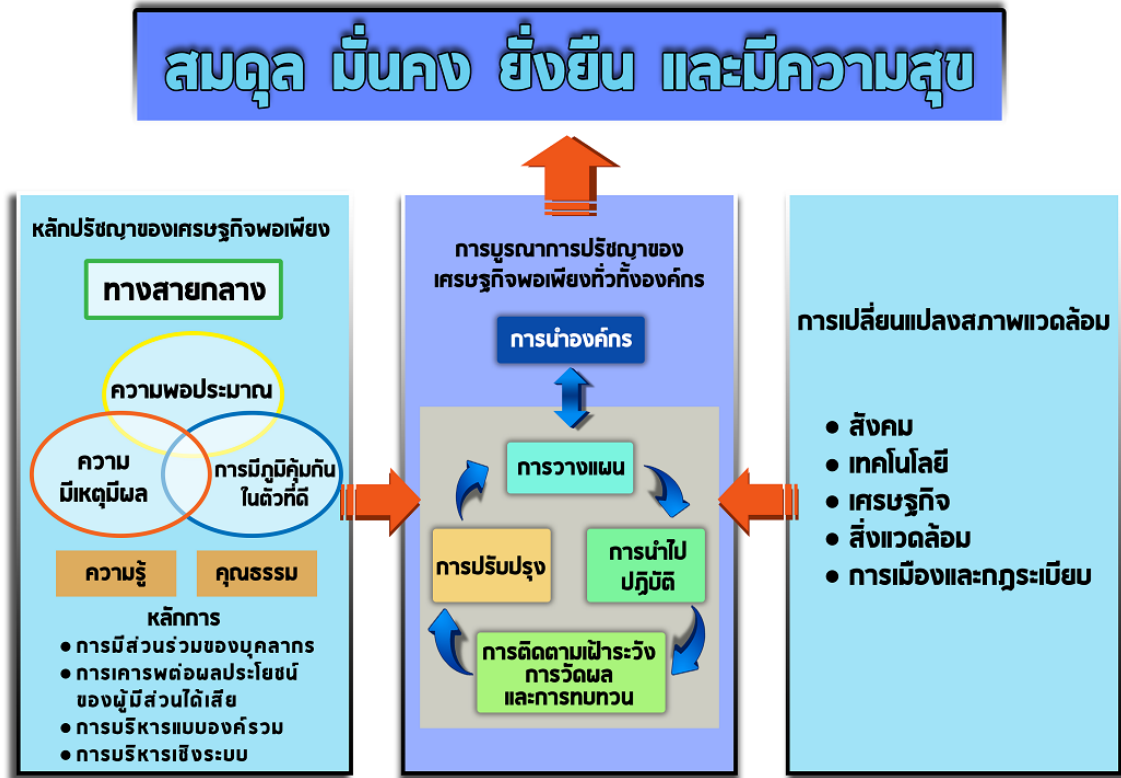 สมดุล มั่นคง ยั่งยืน และมีความสุข
หลักปรัชญาของเศรษฐกิจพอเพียง
ทางสายกลาง
ความพอประมาณ
ความ
มีเหตุมีผล
การมีภูมิคุ้มกัน
ในตัวที่ดี
ความรู้
คุณธรรม
หลักการ
● การมีส่วนร่วมของบุคลากร
● การเคารพต่อผลประโยชน์
ของผู้มีส่วนได้เสีย
● การบริหารแบบองค์รวม
● การบริหารเชิงระบบ
การบูรณาการปรัชญาของ
เศรษฐกิจพอเพียงทั่วทั้งองค์กร
การนำองค์กร
การวางแผน
การนำไป
ปฏิบัติ
การติดตามเฝ้าระวัง
การวัดผล
และการทบทวน
การปรับปรุง
การเปลี่ยนแปลงสภาพแวดล้อม
● สังคม
● เทคโนโลยี
● เศรษฐกิจ
● สิ่งแวดล้อม
● การเมืองและกฎระเบียบ